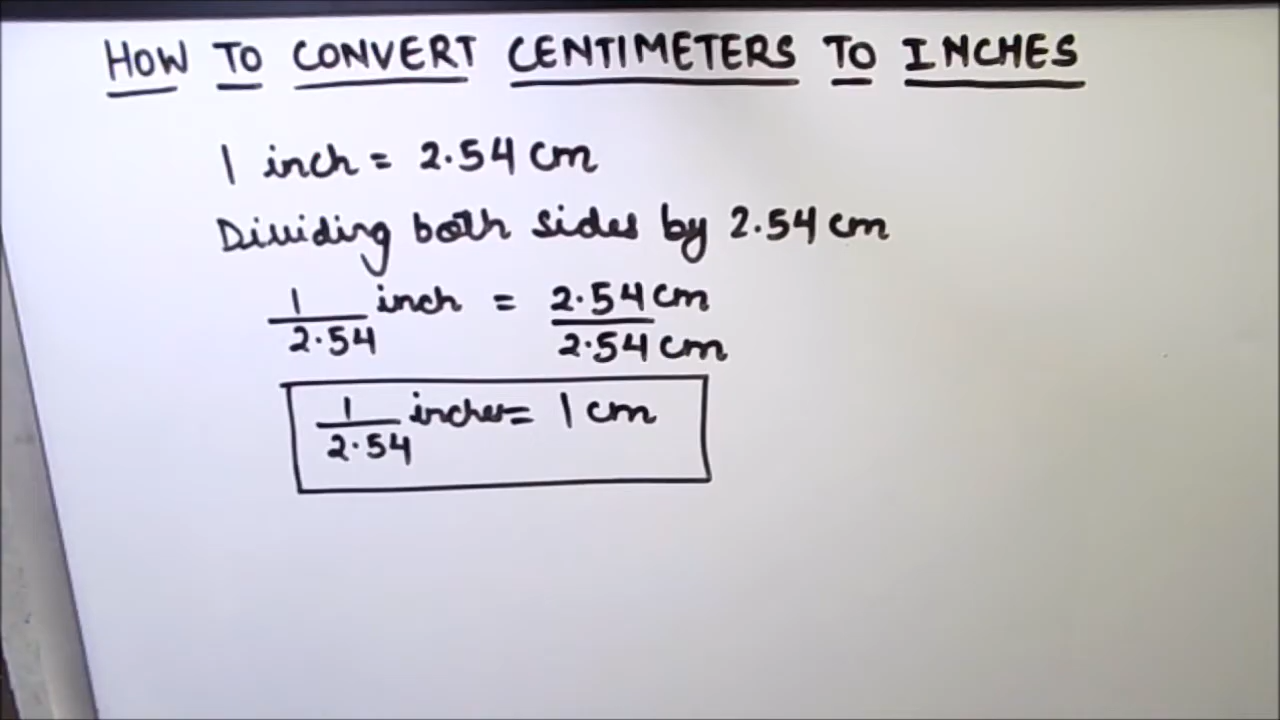 HOW TO CONVERT CENTIMETERS TO INCHES
1 inch = 2.54 cm
Dividing both sides by 2.54 cm
1/2.54 inch = 2.54 cm/2.54 cm
1/2.54 inches = 1 cm